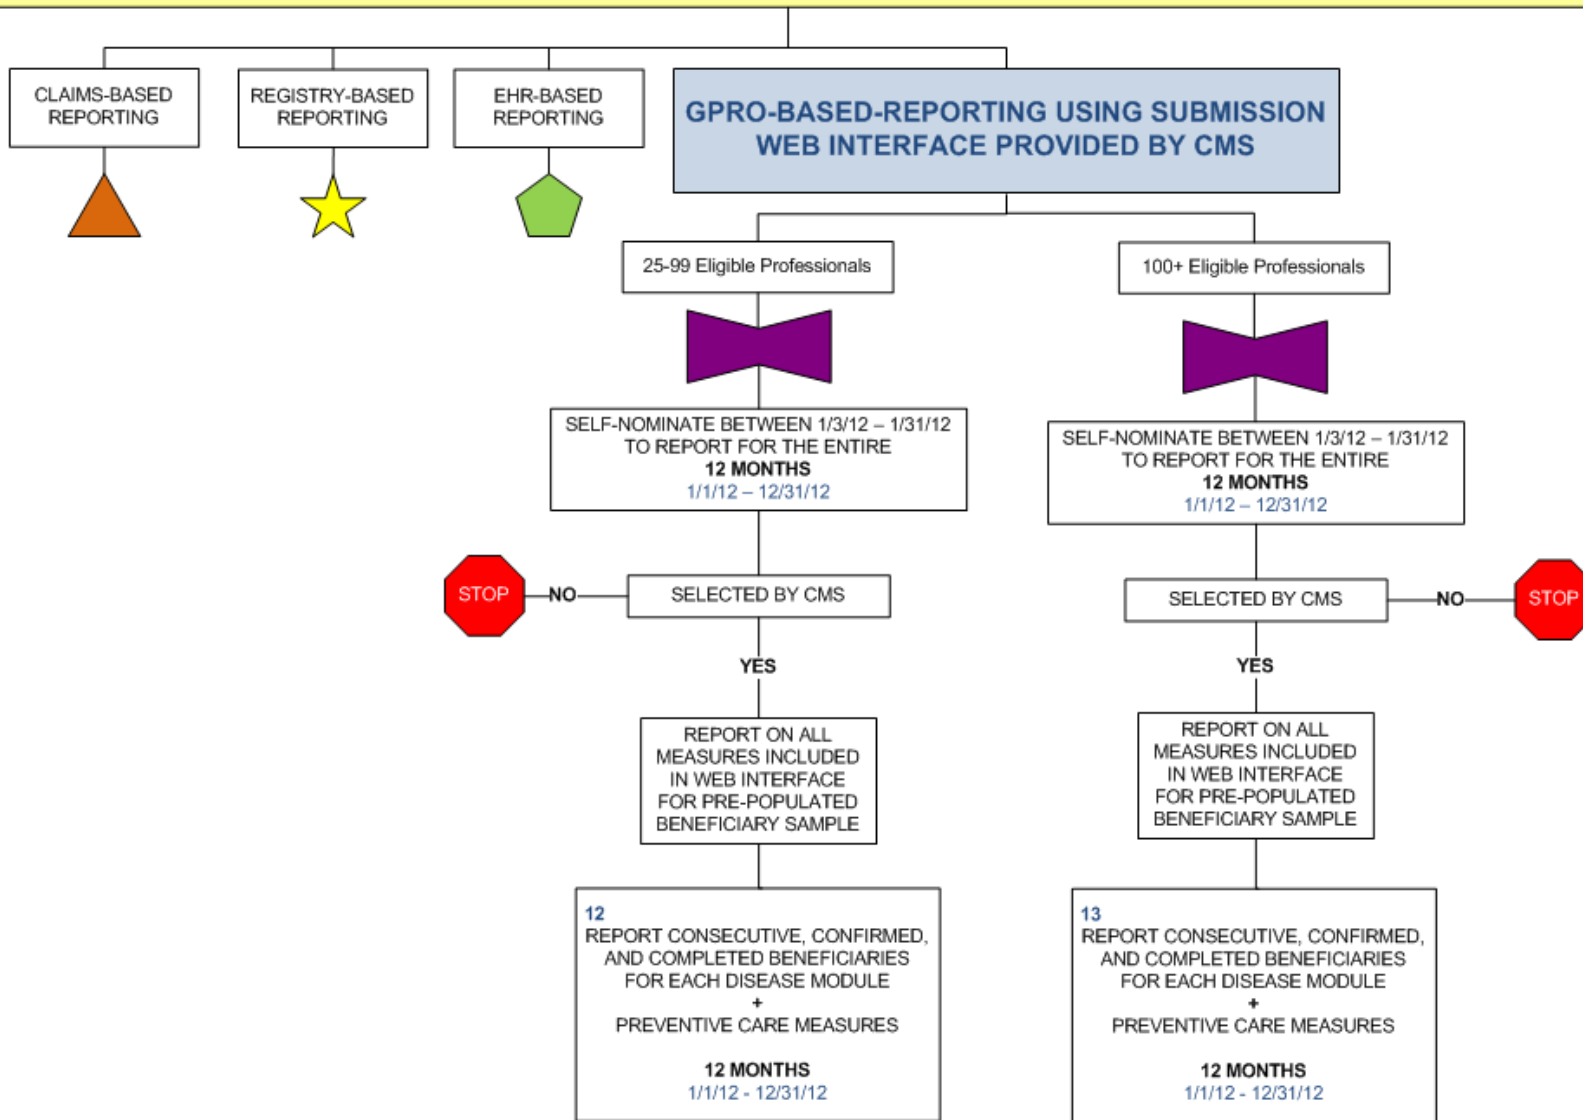 CLAIMS-BASED
REPORTING
REGISTRY-BASED
REPORTING
EHR-BASED
REPORTING
GPRO-BASED-REPORTING USING SUBMISSION
WEB INTERFACE PROVIDED BY CMS
25-99 Eligible Professionals
100+ Eligible Professionals
SELF-NOMINATE BETWEEN 1/3/12 – 1/31/12
TO REPORT FOR THE ENTIRE
12 MONTHS
1/1/12 – 12/31/12
SELF-NOMINATE BETWEEN 1/3/12 – 1/31/12
TO REPORT FOR THE ENTIRE
12 MONTHS
1/1/12 – 12/31/12
STOP
NO
SELECTED BY CMS
SELECTED BY CMS
NO
STOP
YES
YES
REPORT ON ALL
MEASURES INCLUDED
IN WEB INTERFACE
FOR PRE-POPULATED
BENEFICIARY SAMPLE
REPORT ON ALL
MEASURES INCLUDED
IN WEB INTERFACE
FOR PRE-POPULATED
BENEFICIARY SAMPLE
12
REPORT CONSECUTIVE, CONFIRMED,
AND COMPLETED BENEFICIARIES
FOR EACH DISEASE MODULE
+
PREVENTIVE CARE MEASURES
12 MONTHS
1/1/12 - 12/31/12
13
REPORT CONSECUTIVE, CONFIRMED,
AND COMPLETED BENEFICIARIES
FOR EACH DISEASE MODULE
+
PREVENTIVE CARE MEASURES
12 MONTHS
1/1/12 - 12/31/12